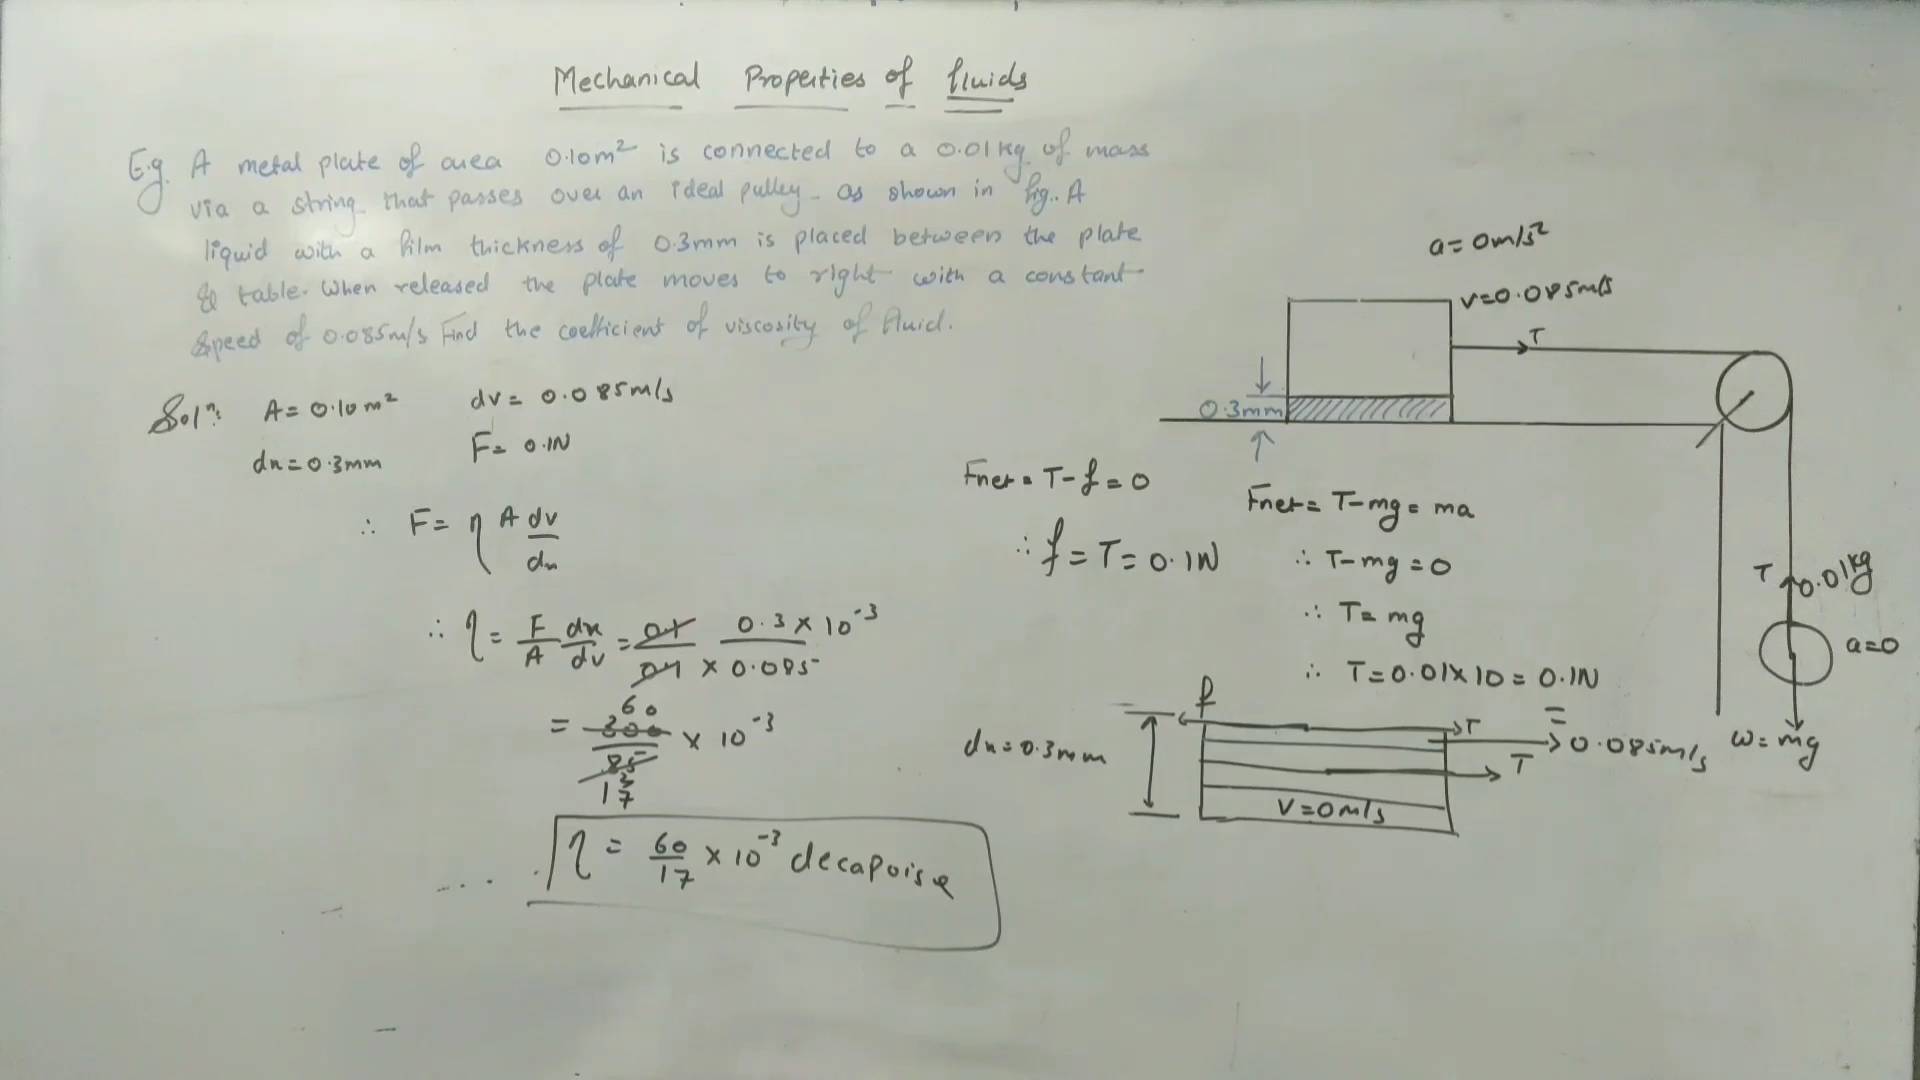 Mechanical Properties of fluids
E.g. A metal plate of area 0.10m² is connected to a 0.01kg of mass
via a string that passes over an ideal pulley as shown in fig. A
liquid with a film thickness of 0.3mm is placed between the plate
& table. When released the plate moves to right with a constant
speed of 0.085m/s Find the coefficient of viscosity of fluid.
Solⁿ: A = 0.10m² dv = 0.085m/s
dx = 0.3mm F = 0.1N
∴ F = η A dv/dx
∴ η = F/A dx/dv = 0.1/0.1 0.3 × 10⁻³/× 0.085
= 60 300/85 17 × 10⁻³
η = 60/17 × 10⁻³ decapoise
a = 0m/s²
v = 0.085m/s
T
0.3mm
Fnet = T - f = 0
∴ f = T = 0.1N
Fnet = T - mg = ma
∴ T - mg = 0
∴ T = mg
∴ T = 0.01 × 10 = 0.1N
T 0.01kg
a = 0
W = mg
f
T
dx = 0.3mm
0.085m/s
T
V = 0m/s